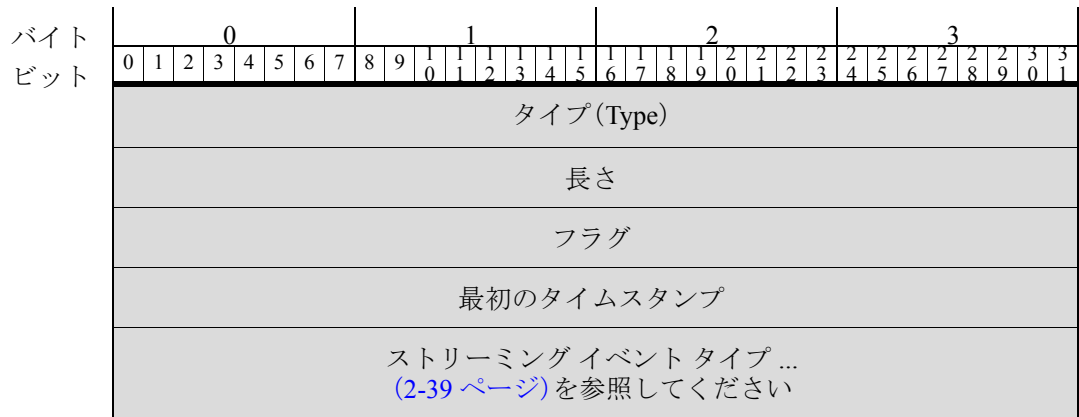 バイト 0 1 2 3
ビット 0 1 2 3 4 5 6 7 8 9 10 11 12 13 14 15 16 17 18 19 20 21 22 23 24 25 26 27 28 29 30 31
タイプ(Type)
長さ
フラグ
最初のタイムスタンプ
ストリーミング イベント タイプ ...
(2-39 ページ)を参照してください